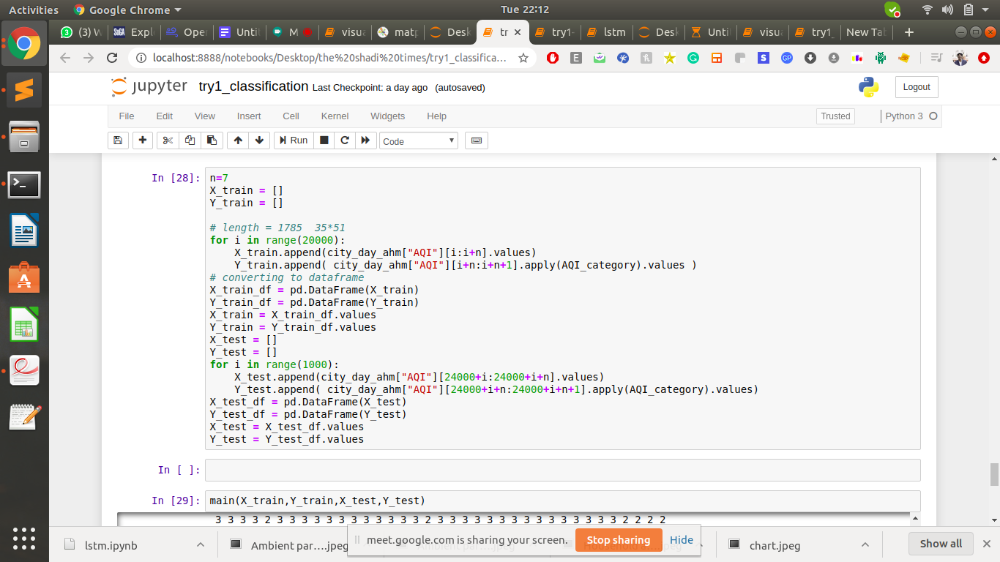 Activities Google Chrome Tue 22:12
(3) W SoGA Expl Oper Unti M visua matp Desk tr try1- lstm Desk Unti visua try1_ New Tab
localhost:8888/notebooks/Desktop/the%20shadi%20times/try1_classifica...
jupyter try1_classification Last Checkpoint: a day ago (autosaved) Logout
File Edit View Insert Cell Kernel Widgets Help Trusted Python 3
Run Code
In [28]: n=7
X_train = []
Y_train = []
# length = 1785  35*51
for i in range(20000):
    X_train.append(city_day_ahm["AQI"][i:i+n].values)
    Y_train.append( city_day_ahm["AQI"][i+n:i+n+1].apply(AQI_category).values )
# converting to dataframe
X_train_df = pd.DataFrame(X_train)
Y_train_df = pd.DataFrame(Y_train)
X_train = X_train_df.values
Y_train = Y_train_df.values
X_test = []
Y_test = []
for i in range(1000):
    X_test.append(city_day_ahm["AQI"][24000+i:24000+i+n].values)
    Y_test.append( city_day_ahm["AQI"][24000+i+n:24000+i+n+1].apply(AQI_category).values)
X_test_df = pd.DataFrame(X_test)
Y_test_df = pd.DataFrame(Y_test)
X_test = X_test_df.values
Y_test = Y_test_df.values
In [ ]:
In [29]: main(X_train,Y_train,X_test,Y_test)
3 3 3 3 2 3 3 3 3 3 3 3 3 3 3 3 3 2 3 3 3 3 3 3 3 3 3 3 3 3 3 3 3 2 2 2 2
lstm.ipynb Ambient par....jpeg chart.jpeg Show all
meet.google.com is sharing your screen. Stop sharing Hide